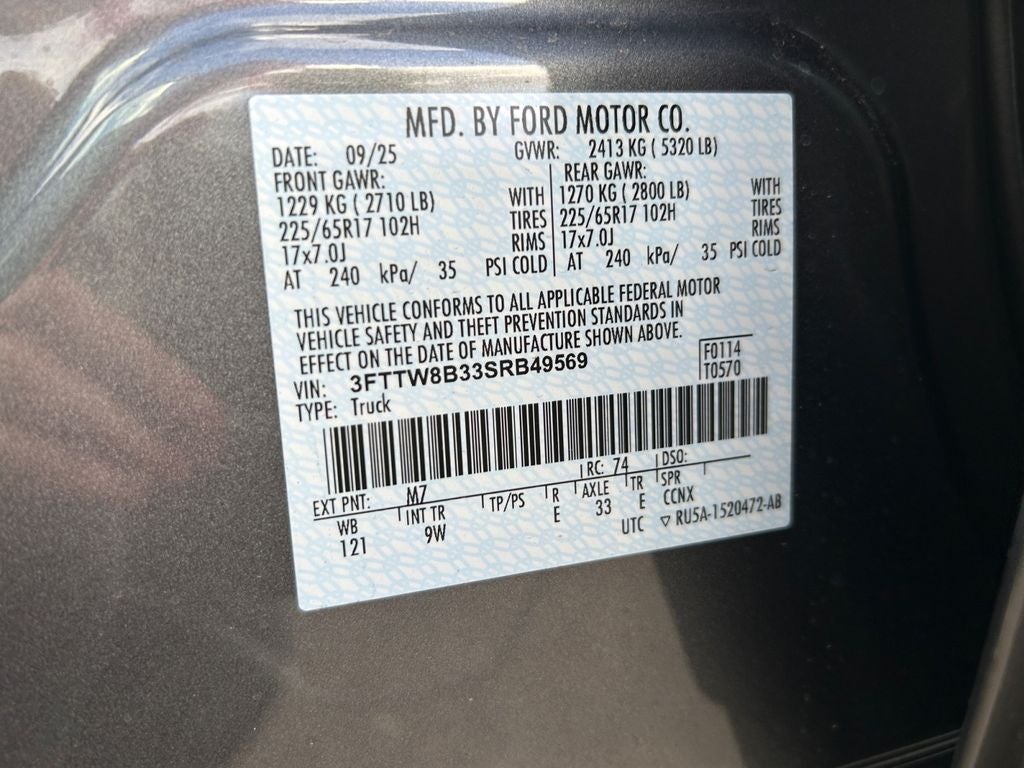 MFD. BY FORD MOTOR CO.
DATE: 09/25 GVWR: 2413 KG ( 5320 LB)
FRONT GAWR: REAR GAWR:
1229 KG ( 2710 LB) WITH 1270 KG ( 2800 LB) WITH
225/65R17 102H TIRES 225/65R17 102H TIRES
17x7.0J RIMS 17x7.0J RIMS
AT 240 kPa/ 35 PSI COLD AT 240 kPa/ 35 PSI COLD
THIS VEHICLE CONFORMS TO ALL APPLICABLE FEDERAL MOTOR
VEHICLE SAFETY AND THEFT PREVENTION STANDARDS IN
EFFECT ON THE DATE OF MANUFACTURE SHOWN ABOVE.
VIN: 3FTTW8B33SRB49569 F0114
TYPE: Truck T0570
EXT PNT: M7 RC: 74 DSO:
WB INT TR TP/PS R AXLE TR SPR
121 9W E 33 E CCNX
UTC ▽ RU5A-1520472-AB